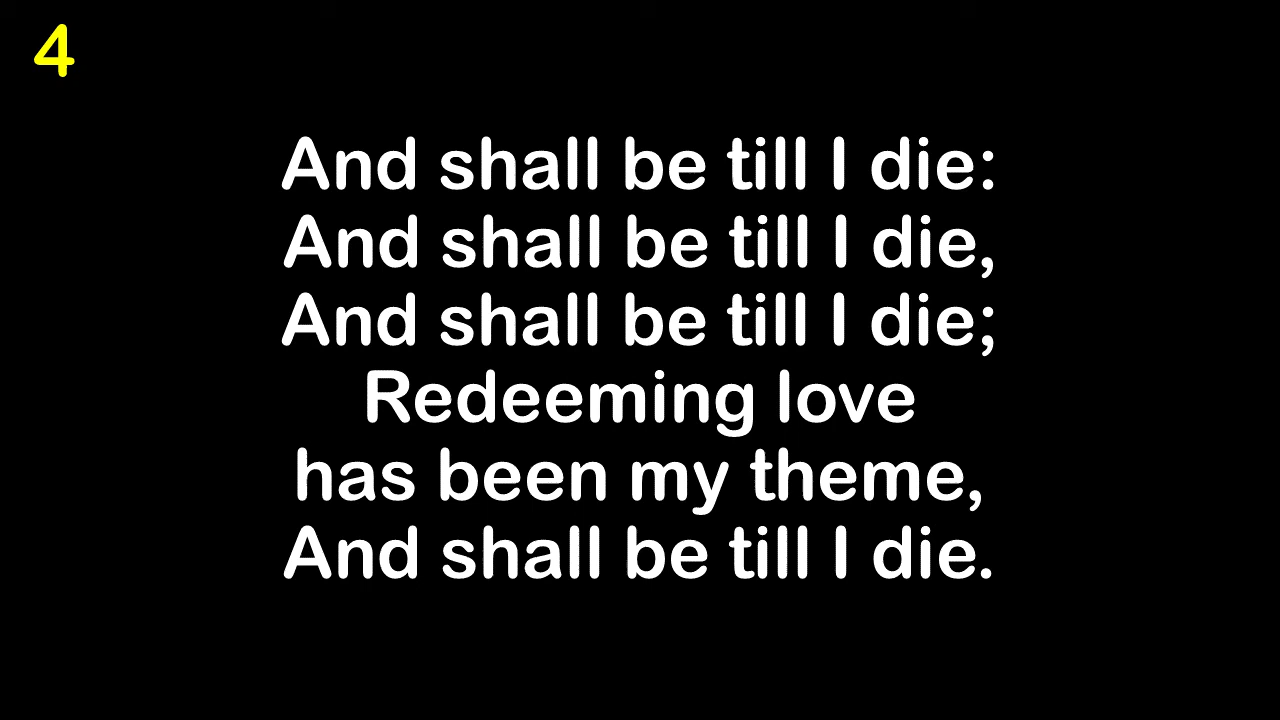 4
And shall be till I die:
And shall be till I die,
And shall be till I die;
Redeeming love
has been my theme,
And shall be till I die.